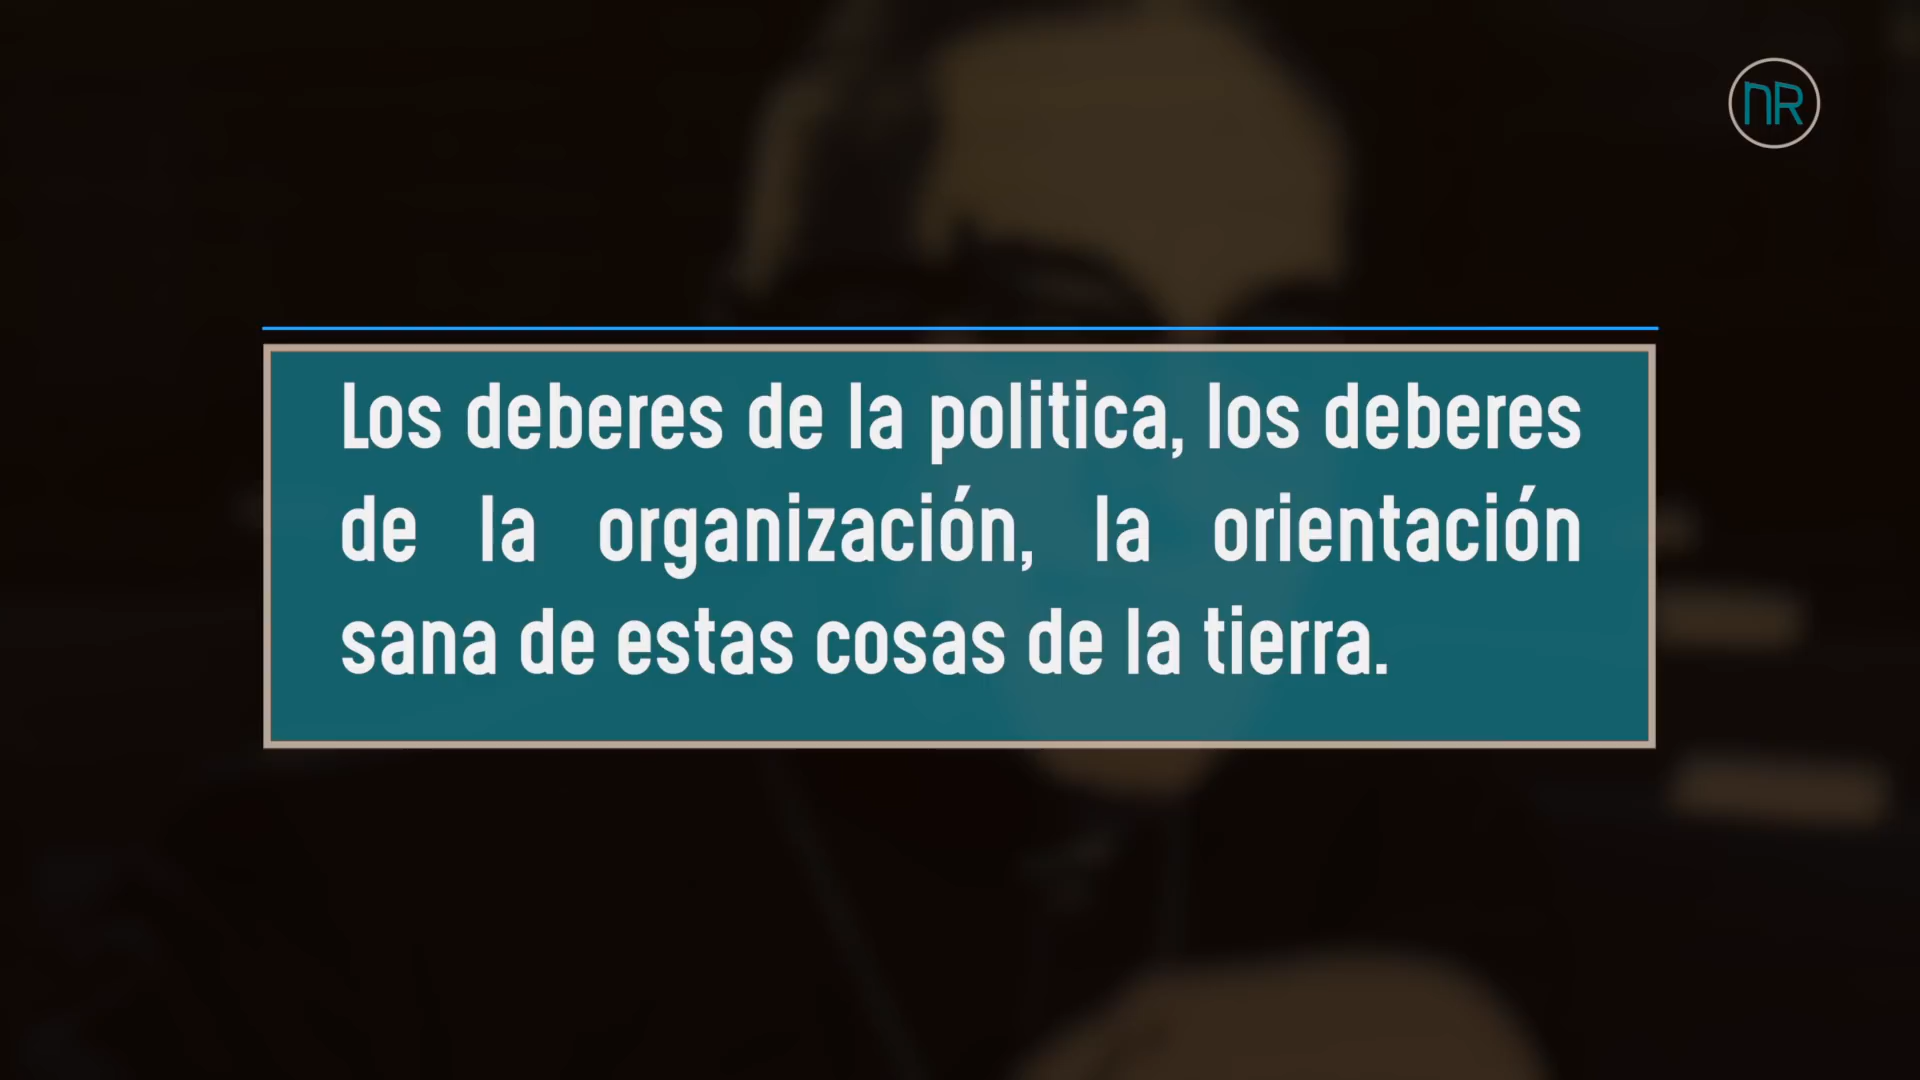 NR
Los deberes de la politica, los deberes
de la organización, la orientación
sana de estas cosas de la tierra.